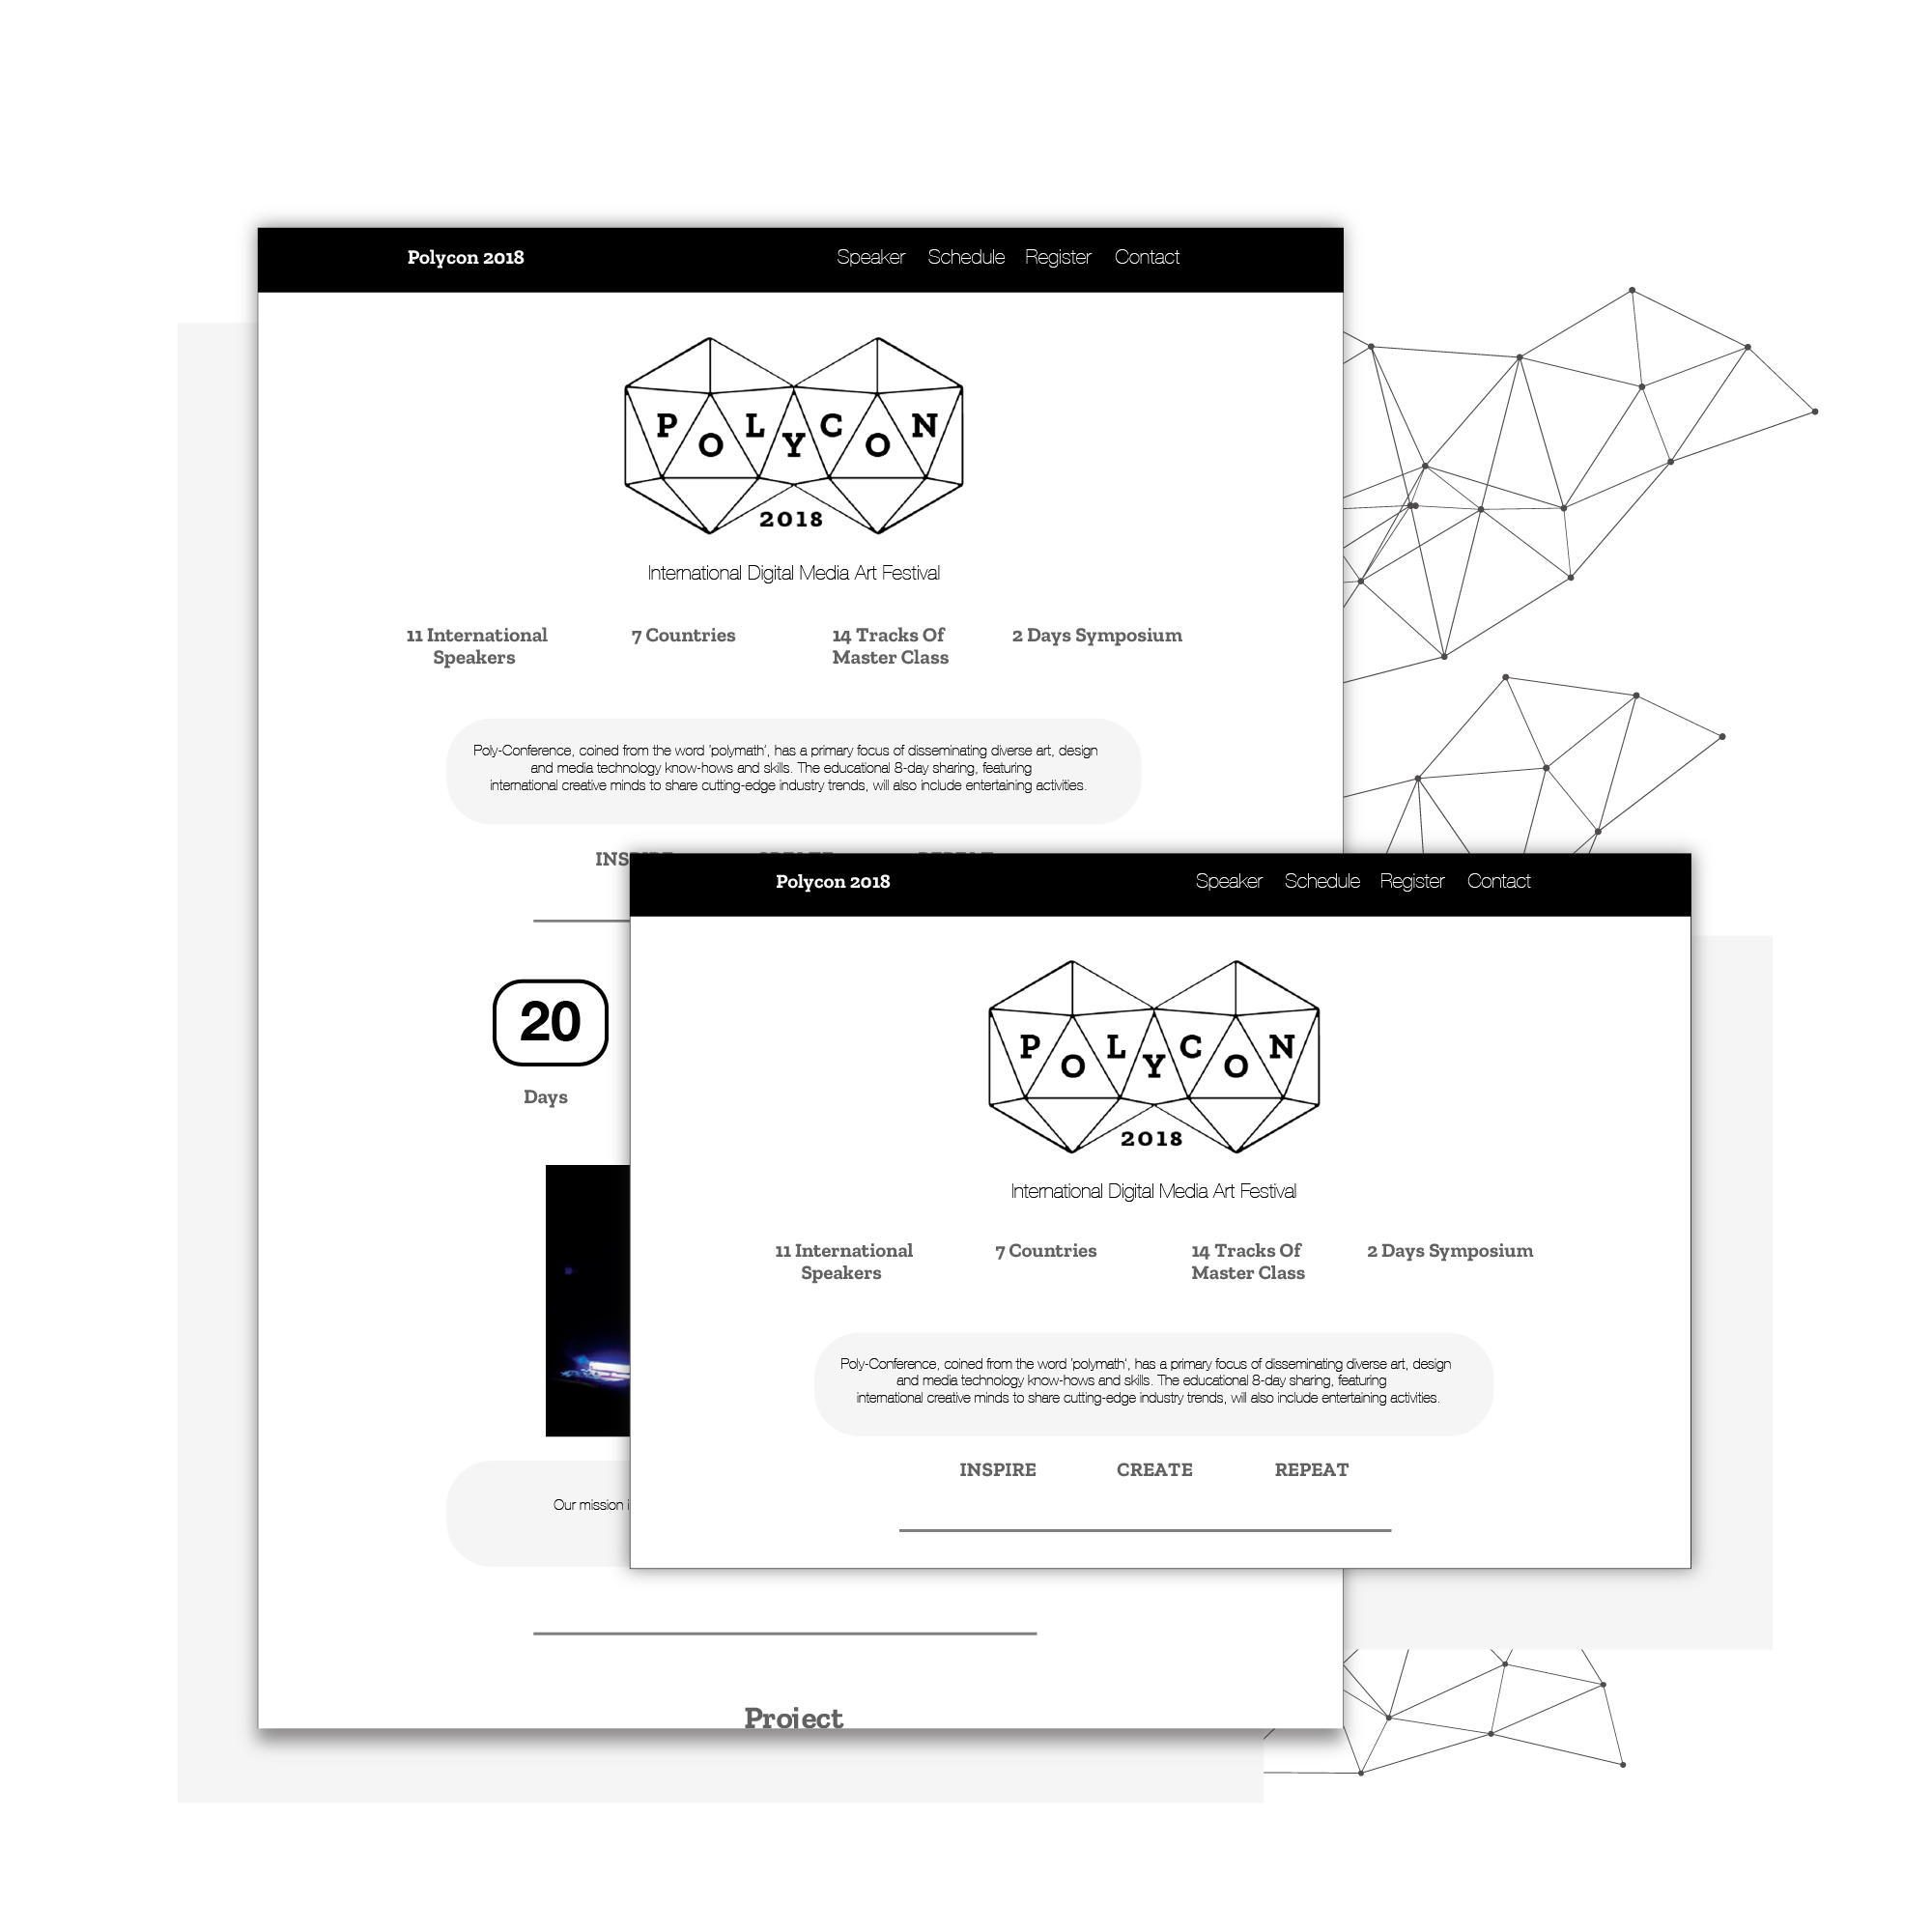 Polycon 2018
Speaker Schedule Register Contact
POLYCON
2018
International Digital Media Art Festival
11 International Speakers
7 Countries
14 Tracks Of Master Class
2 Days Symposium
Poly-Conference, coined from the word 'polymath', has a primary focus of disseminating diverse art, design
and media technology know-hows and skills. The educational 8-day sharing, featuring
international creative minds to share cutting-edge industry trends, will also include entertaining activities.
20
Days
Our mission
Project
Polycon 2018
Speaker Schedule Register Contact
POLYCON
2018
International Digital Media Art Festival
11 International Speakers
7 Countries
14 Tracks Of Master Class
2 Days Symposium
Poly-Conference, coined from the word 'polymath', has a primary focus of disseminating diverse art, design
and media technology know-hows and skills. The educational 8-day sharing, featuring
international creative minds to share cutting-edge industry trends, will also include entertaining activities.
INSPIRE CREATE REPEAT